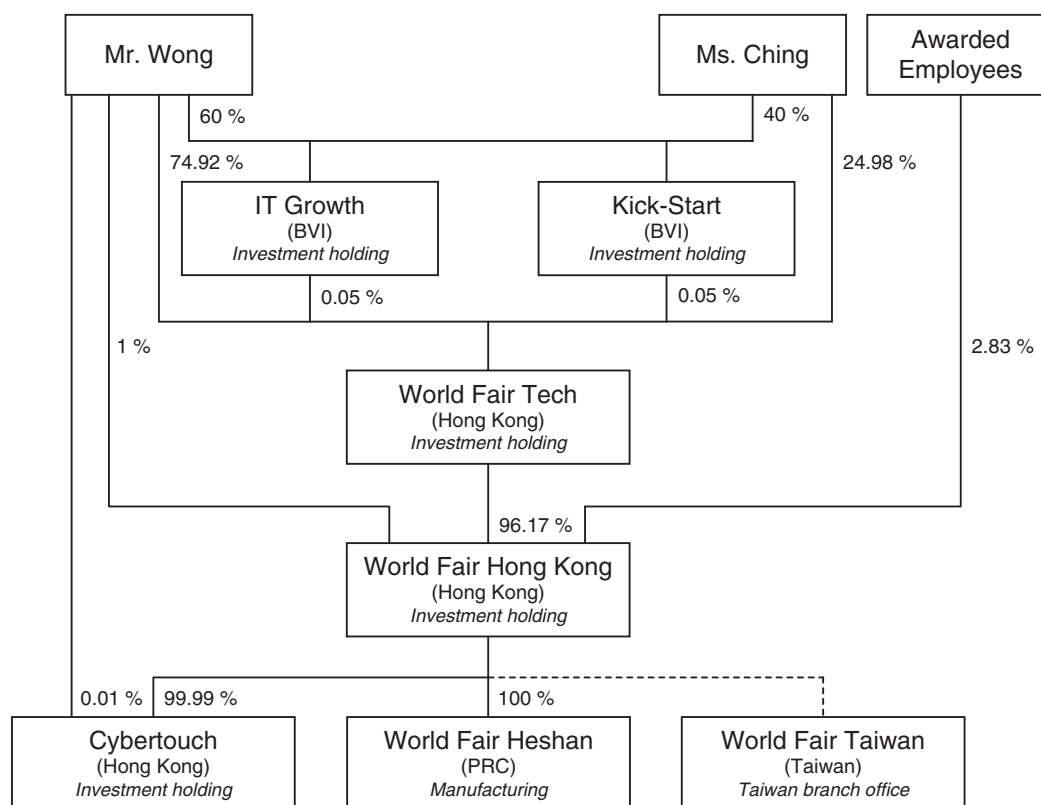 Mr. Wong
Ms. Ching
Awarded
Employees
60 %
40 %
74.92 %
24.98 %
IT Growth
(BVI)
Investment holding
Kick-Start
(BVI)
Investment holding
0.05 %
0.05 %
1 %
2.83 %
World Fair Tech
(Hong Kong)
Investment holding
96.17 %
World Fair Hong Kong
(Hong Kong)
Investment holding
0.01 %
99.99 %
100 %
Cybertouch
(Hong Kong)
Investment holding
World Fair Heshan
(PRC)
Manufacturing
World Fair Taiwan
(Taiwan)
Taiwan branch office